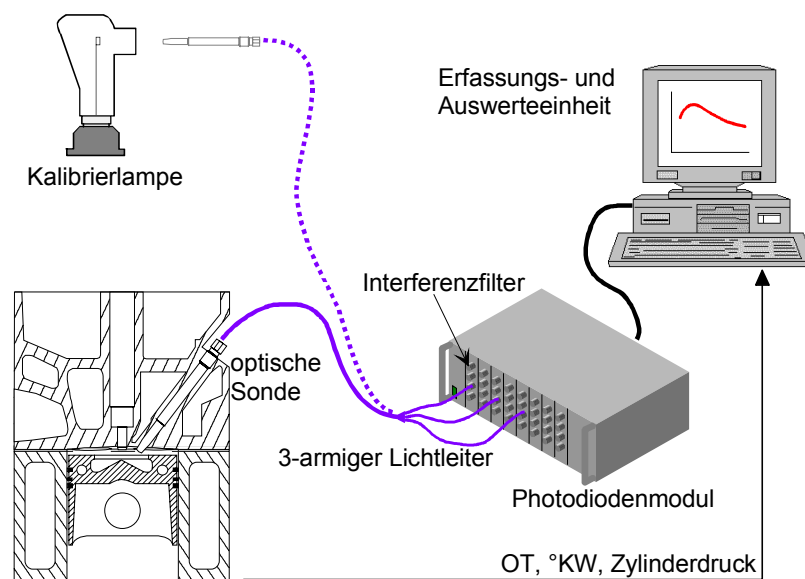 Erfassungs- und
Auswerteeinheit
Kalibrierlampe
Interferenzfilter
optische
Sonde
3-armiger Lichtleiter
Photodiodenmodul
OT, °KW, Zylinderdruck